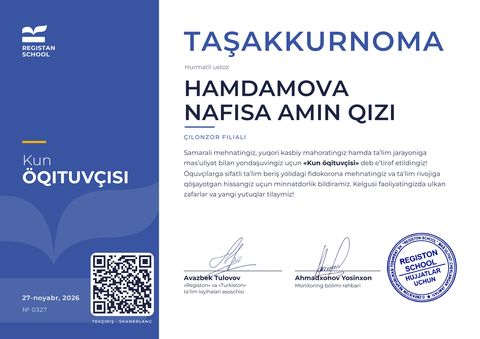 REGISTAN
SCHOOL
Kun
ÖQITUVÇISI
27-noyabr, 2026
№ 0327
TEKŞIRIŞ - SKANERLANG
TAŞAKKURNOMA
Hurmatli ustoz
HAMDAMOVA
NAFISA AMIN QIZI
ÇILONZOR FILIALI
Samarali mehnatingiz, yuqori kasbiy mahoratingiz hamda ta'lim jarayoniga
mas'uliyat bilan yondaşuvingiz uçun «Kun öqituvçisi» deb e'tirof etildingiz!
Öquvçilarga sifatli ta'lim beriş yölidagi fidokorona mehnatingiz va ta'lim rivojiga
qöşayotgan hissangiz uçun minnatdorlik bildiramiz. Kelgusi faoliyatingizda ulkan
zafarlar va yangi yutuqlar tilaymiz!
Avazbek Tulovov
«Registon» va «Turkiston»
ta'lim loyihalari asoschisi
Ahmadxonov Yosinxon
Monitoring bölimi rahbari
REGISTON
SCHOOL
HUJJATLAR
UCHUN